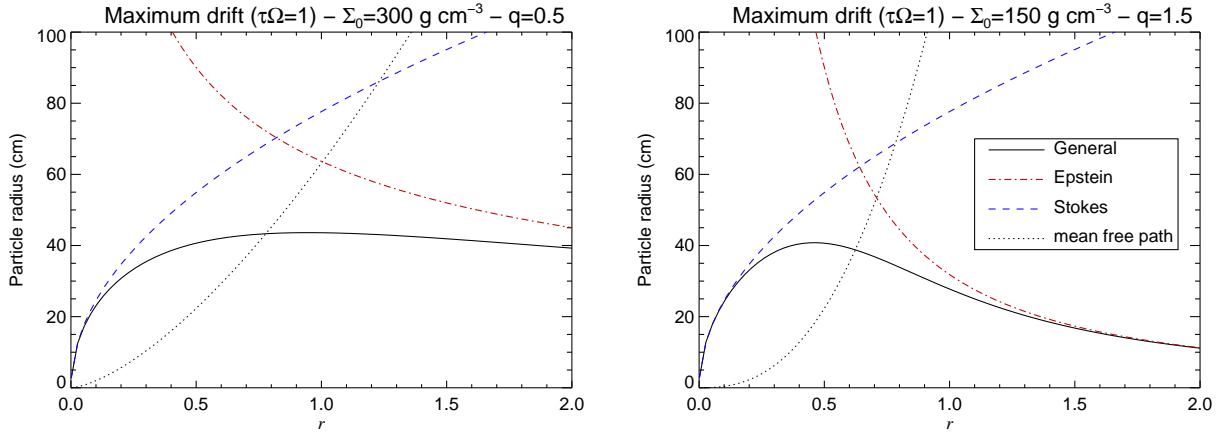 Maximum drift (τΩ=1) − Σ₀=300 g cm⁻³ − q=0.5
Particle radius (cm)
100
80
60
40
20
0
0.0 0.5 1.0 1.5 2.0
r
Maximum drift (τΩ=1) − Σ₀=150 g cm⁻³ − q=1.5
Particle radius (cm)
100
80
60
40
20
0
General
Epstein
Stokes
mean free path
0.0 0.5 1.0 1.5 2.0
r